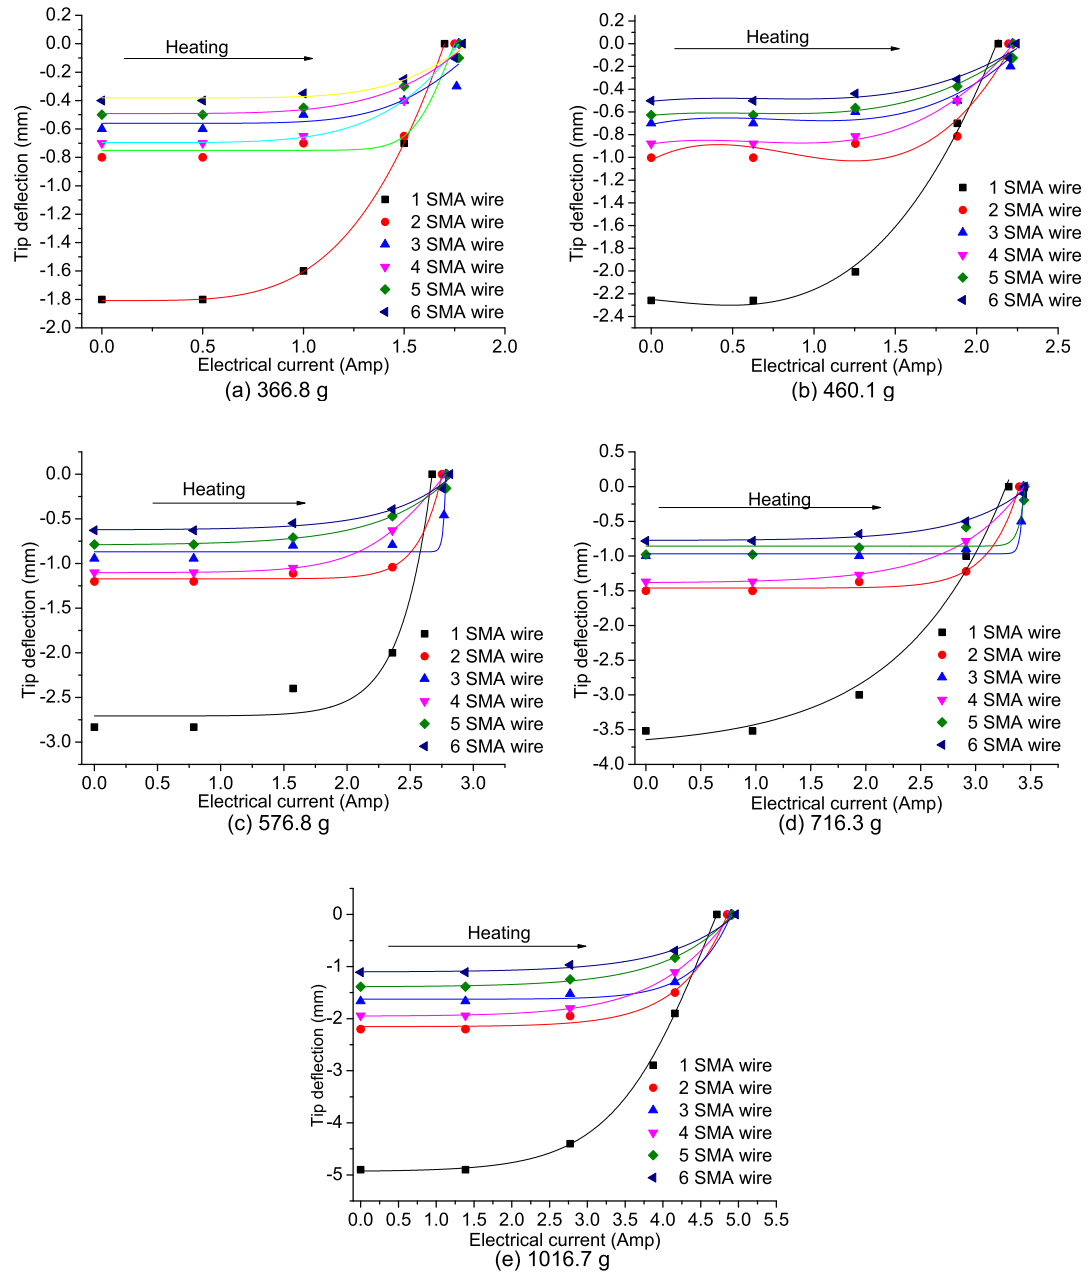 0.2
0.0
-0.2
-0.4
-0.6
-0.8
-1.0
-1.2
-1.4
-1.6
-1.8
-2.0
Tip deflection (mm)
Heating
1 SMA wire
2 SMA wire
3 SMA wire
4 SMA wire
5 SMA wire
6 SMA wire
0.0 0.5 1.0 1.5 2.0
Electrical current (Amp)
(a) 366.8 g
0.2
0.0
-0.2
-0.4
-0.6
-0.8
-1.0
-1.2
-1.4
-1.6
-1.8
-2.0
-2.2
-2.4
Tip deflection (mm)
Heating
1 SMA wire
2 SMA wire
3 SMA wire
4 SMA wire
5 SMA wire
6 SMA wire
0.0 0.5 1.0 1.5 2.0 2.5
Electrical current (Amp)
(b) 460.1 g
0.0
-0.5
-1.0
-1.5
-2.0
-2.5
-3.0
Tip deflection (mm)
Heating
1 SMA wire
2 SMA wire
3 SMA wire
4 SMA wire
5 SMA wire
6 SMA wire
0.0 0.5 1.0 1.5 2.0 2.5 3.0
Electrical current (Amp)
(c) 576.8 g
0.5
0.0
-0.5
-1.0
-1.5
-2.0
-2.5
-3.0
-3.5
-4.0
Tip deflection (mm)
Heating
1 SMA wire
2 SMA wire
3 SMA wire
4 SMA wire
5 SMA wire
6 SMA wire
0.0 0.5 1.0 1.5 2.0 2.5 3.0 3.5
Electrical current (Amp)
(d) 716.3 g
0
-1
-2
-3
-4
-5
Tip deflection (mm)
Heating
1 SMA wire
2 SMA wire
3 SMA wire
4 SMA wire
5 SMA wire
6 SMA wire
0.0 0.5 1.0 1.5 2.0 2.5 3.0 3.5 4.0 4.5 5.0 5.5
Electrical current (Amp)
(e) 1016.7 g